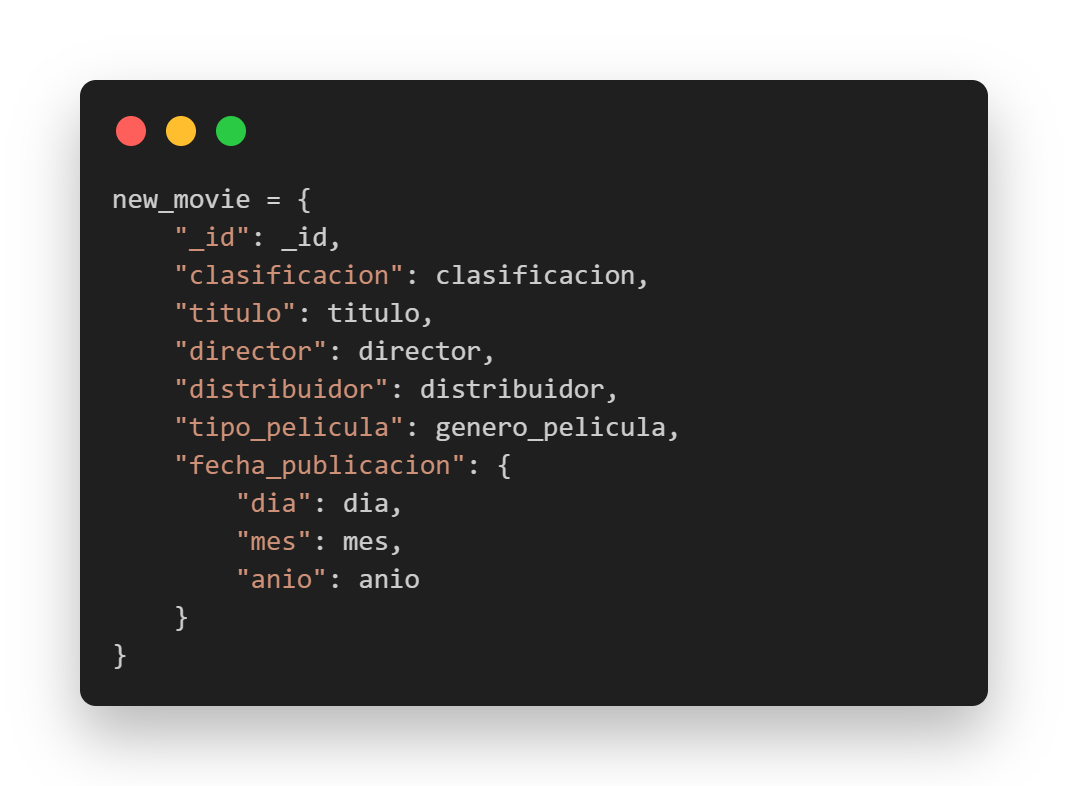 new_movie = {
    "_id": _id,
    "clasificacion": clasificacion,
    "titulo": titulo,
    "director": director,
    "distribuidor": distribuidor,
    "tipo_pelicula": genero_pelicula,
    "fecha_publicacion": {
        "dia": dia,
        "mes": mes,
        "anio": anio
    }
}